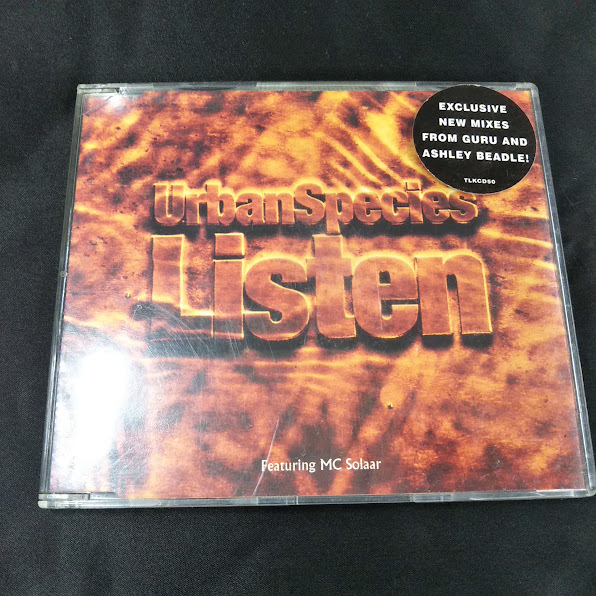 EXCLUSIVE
NEW MIXES
FROM GURU AND
ASHLEY BEADLE!
TLKCD50
UrbanSpecies
Listen
Featuring MC Solaar